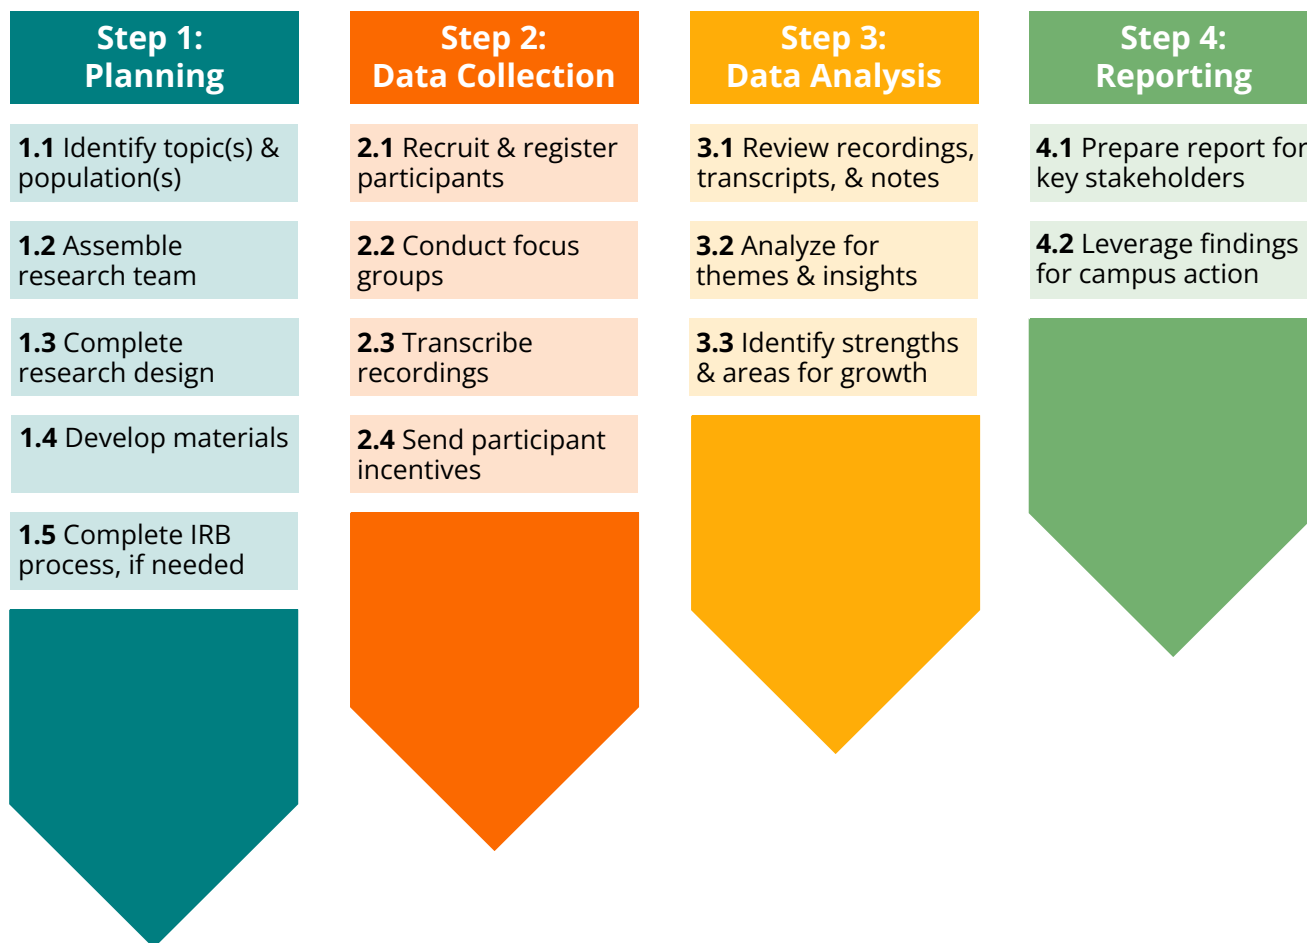 Step 1:
Planning
1.1 Identify topic(s) &
population(s)
1.2 Assemble
research team
1.3 Complete
research design
1.4 Develop materials
1.5 Complete IRB
process, if needed
Step 2:
Data Collection
2.1 Recruit & register
participants
2.2 Conduct focus
groups
2.3 Transcribe
recordings
2.4 Send participant
incentives
Step 3:
Data Analysis
3.1 Review recordings,
transcripts, & notes
3.2 Analyze for
themes & insights
3.3 Identify strengths
& areas for growth
Step 4:
Reporting
4.1 Prepare report for
key stakeholders
4.2 Leverage findings
for campus action